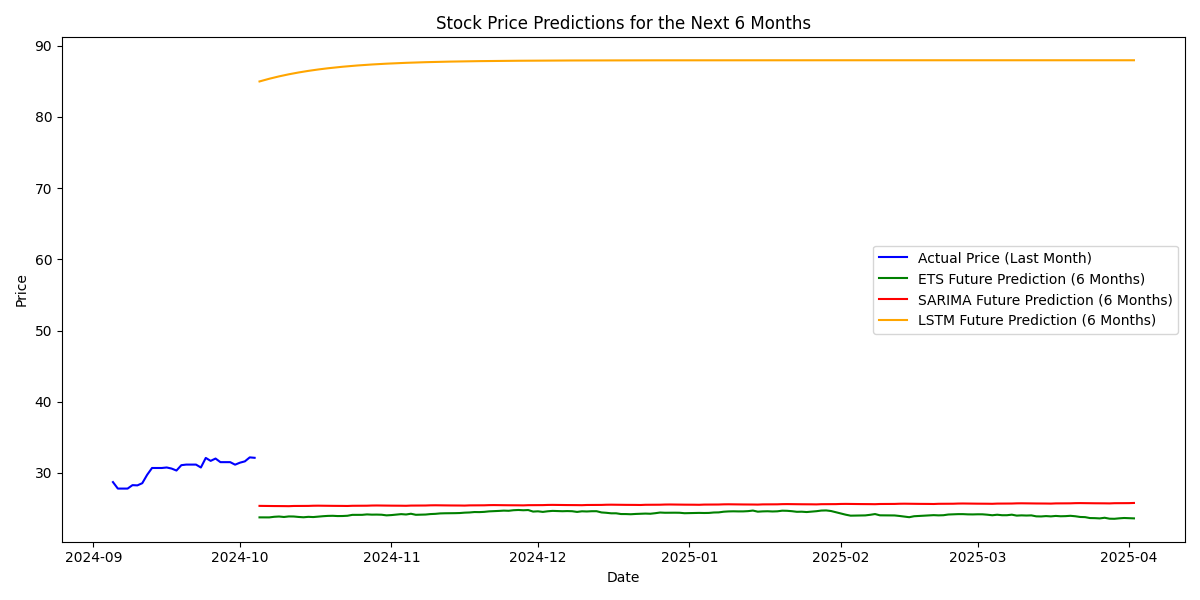 Stock Price Predictions for the Next 6 Months
Price
90
80
70
60
50
40
30
Actual Price (Last Month)
ETS Future Prediction (6 Months)
SARIMA Future Prediction (6 Months)
LSTM Future Prediction (6 Months)
2024-09 2024-10 2024-11 2024-12 2025-01 2025-02 2025-03 2025-04
Date